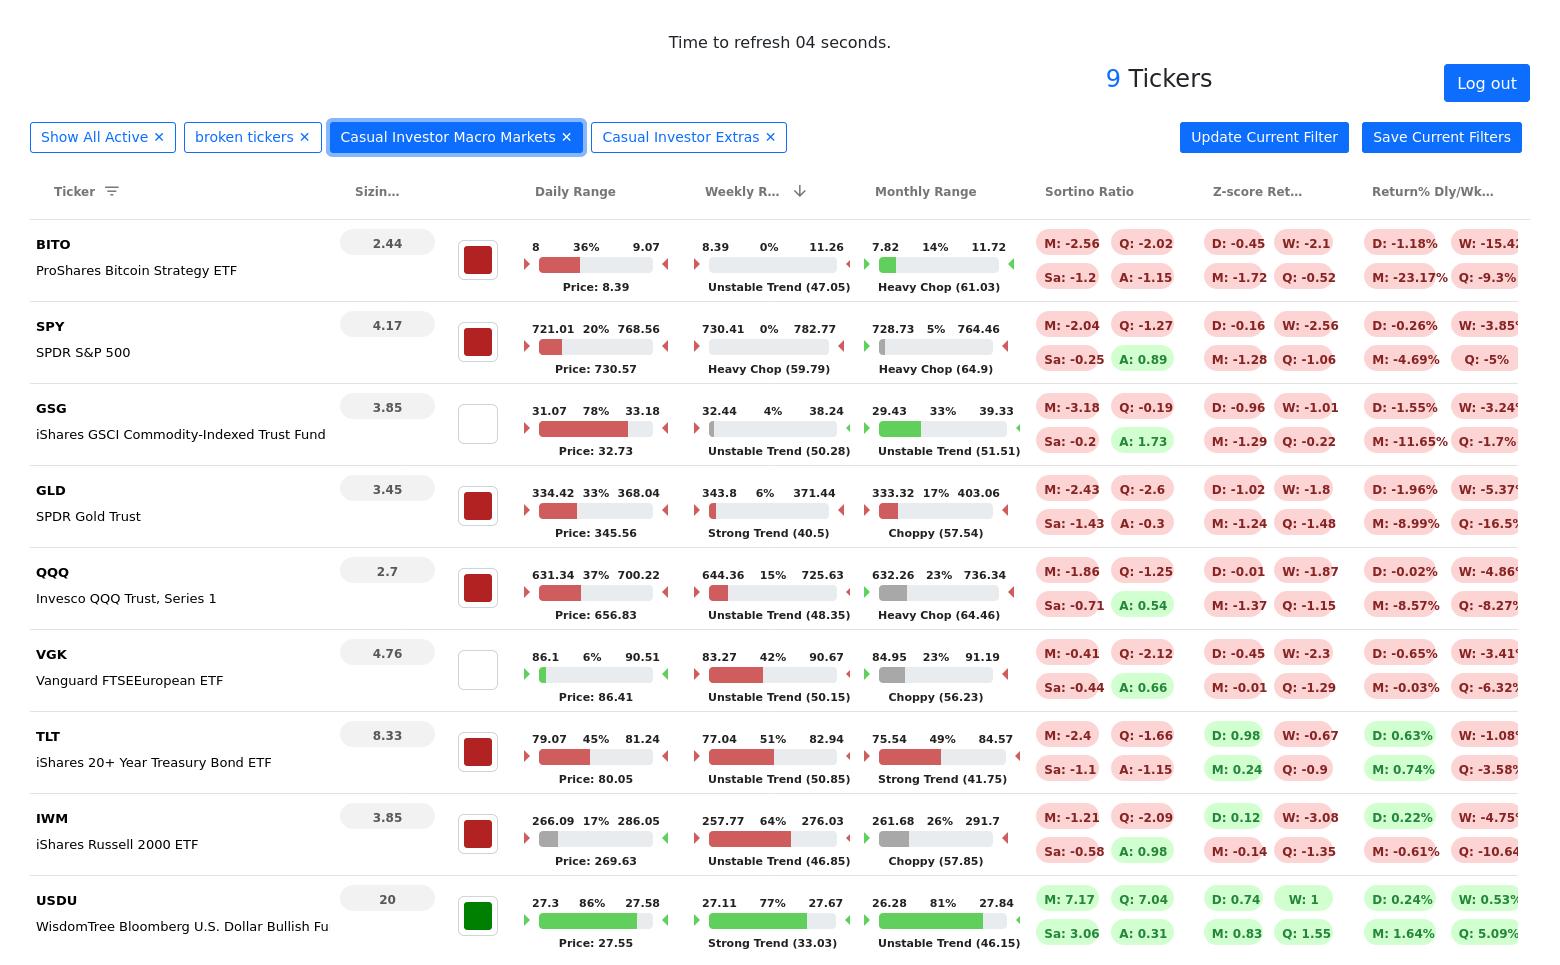 Time to refresh 04 seconds.
9 Tickers
Log out
Show All Active ✕ broken tickers ✕ Casual Investor Macro Markets ✕ Casual Investor Extras ✕ Update Current Filter Save Current Filters
Ticker Sizin… Daily Range Weekly R… Monthly Range Sortino Ratio Z-score Ret… Return% Dly/Wk…
BITO 2.44 8 36% 9.07 8.39 0% 11.26 7.82 14% 11.72 M: -2.56 Q: -2.02 D: -0.45 W: -2.1 D: -1.18% W: -15.42
ProShares Bitcoin Strategy ETF Price: 8.39 Unstable Trend (47.05) Heavy Chop (61.03) Sa: -1.2 A: -1.15 M: -1.72 Q: -0.52 M: -23.17% Q: -9.3%
SPY 4.17 721.01 20% 768.56 730.41 0% 782.77 728.73 5% 764.46 M: -2.04 Q: -1.27 D: -0.16 W: -2.56 D: -0.26% W: -3.85%
SPDR S&P 500 Price: 730.57 Heavy Chop (59.79) Heavy Chop (64.9) Sa: -0.25 A: 0.89 M: -1.28 Q: -1.06 M: -4.69% Q: -5%
GSG 3.85 31.07 78% 33.18 32.44 4% 38.24 29.43 33% 39.33 M: -3.18 Q: -0.19 D: -0.96 W: -1.01 D: -1.55% W: -3.24%
iShares GSCI Commodity-Indexed Trust Fund Price: 32.73 Unstable Trend (50.28) Unstable Trend (51.51) Sa: -0.2 A: 1.73 M: -1.29 Q: -0.22 M: -11.65% Q: -1.7%
GLD 3.45 334.42 33% 368.04 343.8 6% 371.44 333.32 17% 403.06 M: -2.43 Q: -2.6 D: -1.02 W: -1.8 D: -1.96% W: -5.37%
SPDR Gold Trust Price: 345.56 Strong Trend (40.5) Choppy (57.54) Sa: -1.43 A: -0.3 M: -1.24 Q: -1.48 M: -8.99% Q: -16.5%
QQQ 2.7 631.34 37% 700.22 644.36 15% 725.63 632.26 23% 736.34 M: -1.86 Q: -1.25 D: -0.01 W: -1.87 D: -0.02% W: -4.86%
Invesco QQQ Trust, Series 1 Price: 656.83 Unstable Trend (48.35) Heavy Chop (64.46) Sa: -0.71 A: 0.54 M: -1.37 Q: -1.15 M: -8.57% Q: -8.27%
VGK 4.76 86.1 6% 90.51 83.27 42% 90.67 84.95 23% 91.19 M: -0.41 Q: -2.12 D: -0.45 W: -2.3 D: -0.65% W: -3.41%
Vanguard FTSEEuropean ETF Price: 86.41 Unstable Trend (50.15) Choppy (56.23) Sa: -0.44 A: 0.66 M: -0.01 Q: -1.29 M: -0.03% Q: -6.32%
TLT 8.33 79.07 45% 81.24 77.04 51% 82.94 75.54 49% 84.57 M: -2.4 Q: -1.66 D: 0.98 W: -0.67 D: 0.63% W: -1.08%
iShares 20+ Year Treasury Bond ETF Price: 80.05 Unstable Trend (50.85) Strong Trend (41.75) Sa: -1.1 A: -1.15 M: 0.24 Q: -0.9 M: 0.74% Q: -3.58%
IWM 3.85 266.09 17% 286.05 257.77 64% 276.03 261.68 26% 291.7 M: -1.21 Q: -2.09 D: 0.12 W: -3.08 D: 0.22% W: -4.75%
iShares Russell 2000 ETF Price: 269.63 Unstable Trend (46.85) Choppy (57.85) Sa: -0.58 A: 0.98 M: -0.14 Q: -1.35 M: -0.61% Q: -10.64
USDU 20 27.3 86% 27.58 27.11 77% 27.67 26.28 81% 27.84 M: 7.17 Q: 7.04 D: 0.74 W: 1 D: 0.24% W: 0.53%
WisdomTree Bloomberg U.S. Dollar Bullish Fu Price: 27.55 Strong Trend (33.03) Unstable Trend (46.15) Sa: 3.06 A: 0.31 M: 0.83 Q: 1.55 M: 1.64% Q: 5.09%